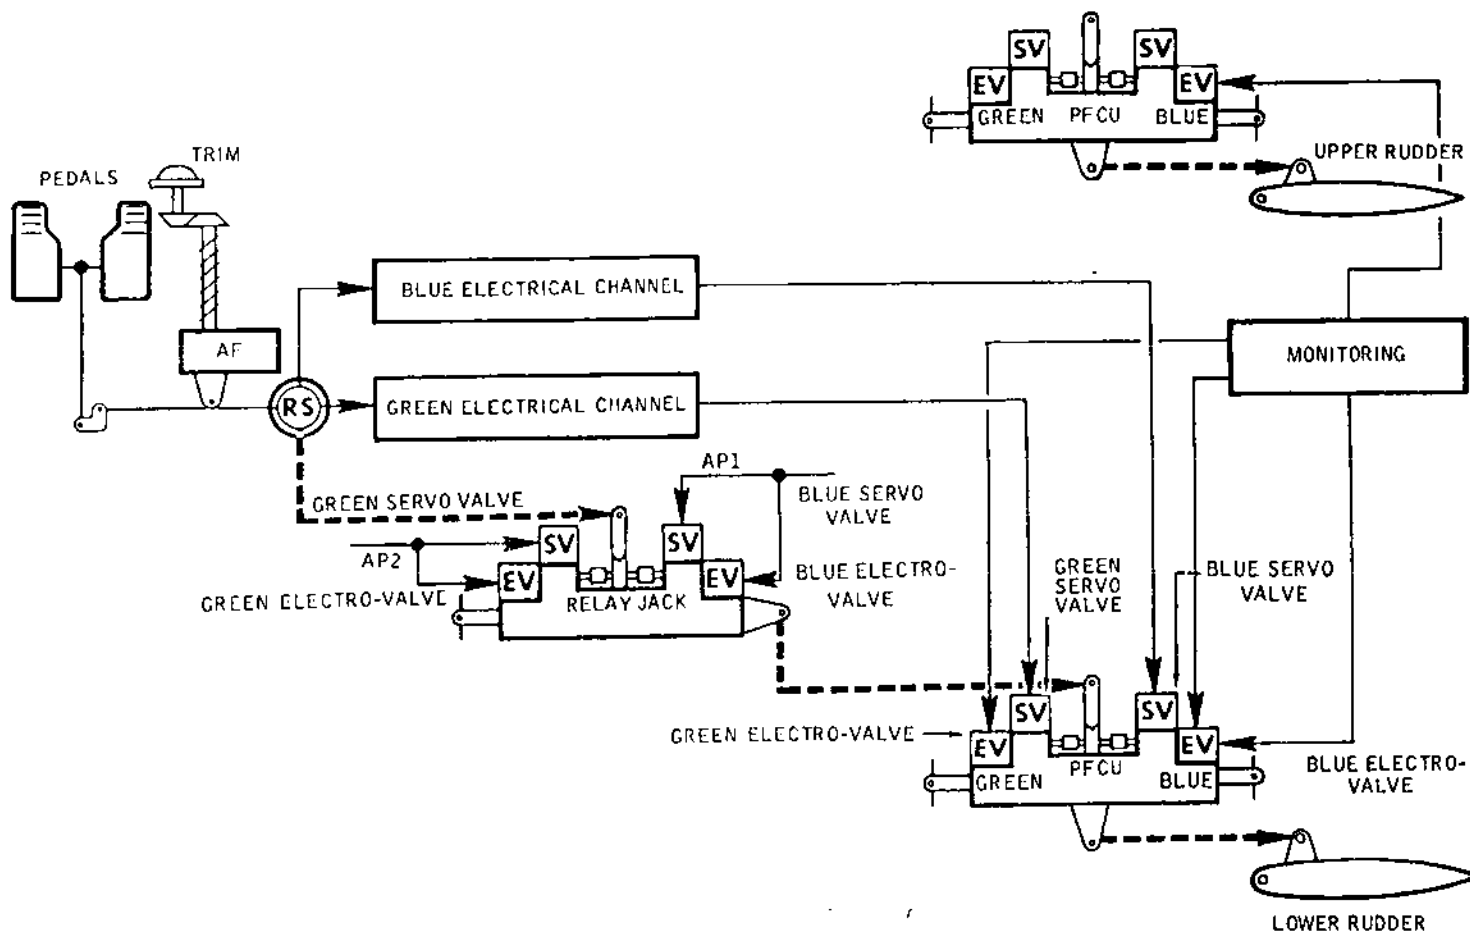 SV
SV
EV
EV
GREEN PFCU BLUE
UPPER RUDDER
TRIM
PEDALS
BLUE ELECTRICAL CHANNEL
AF
MONITORING
RS
GREEN ELECTRICAL CHANNEL
AP1
GREEN SERVO VALVE
BLUE SERVO
VALVE
AP2
SV
SV
EV
EV
GREEN ELECTRO-VALVE
RELAY JACK
BLUE ELECTRO-
VALVE
GREEN
SERVO
VALVE
BLUE SERVO
VALVE
SV
SV
GREEN ELECTRO-VALVE
EV
EV
GREEN
PFCU
BLUE
BLUE ELECTRO-
VALVE
LOWER RUDDER